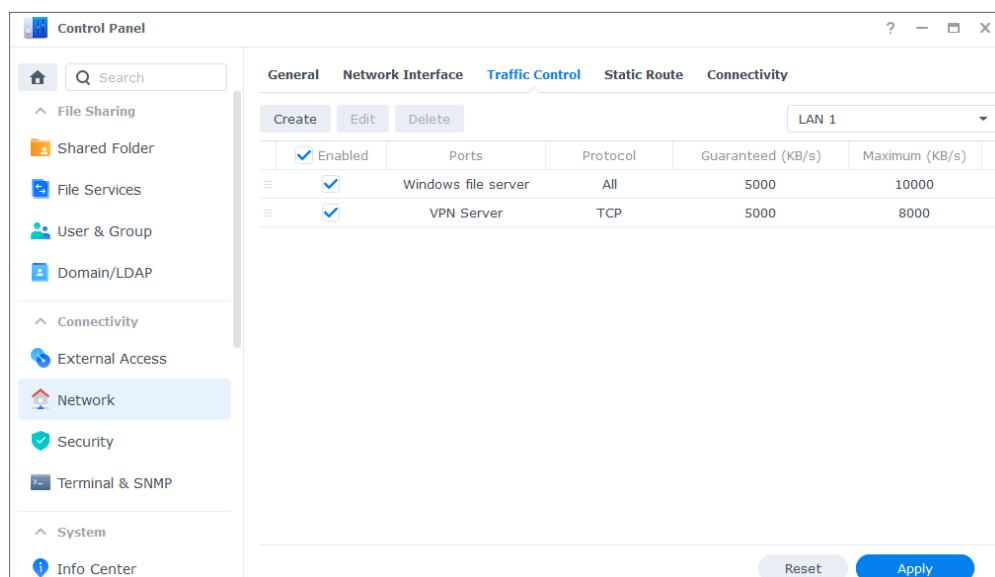 Control Panel
Search
General Network Interface Traffic Control Static Route Connectivity
File Sharing
Shared Folder
File Services
User & Group
Domain/LDAP
Connectivity
External Access
Network
Security
Terminal & SNMP
System
Info Center
Create Edit Delete LAN 1
Enabled Ports Protocol Guaranteed (KB/s) Maximum (KB/s)
Windows file server All 5000 10000
VPN Server TCP 5000 8000
Reset Apply